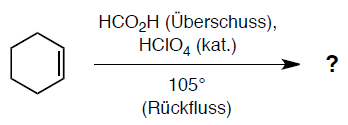 HCO₂H (Überschuss),
HClO₄ (kat.)
105°
(Rückfluss)
?